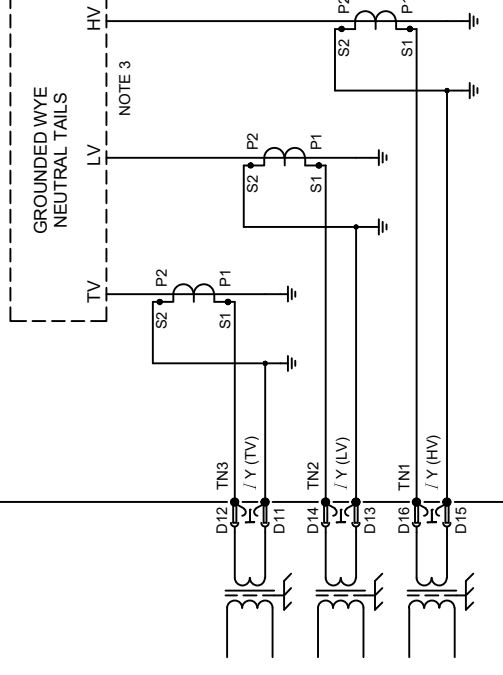 GROUNDED WYE
NEUTRAL TAILS
HV
NOTE 3
LV
TV
P2
P1
S2
S1
P2
P1
S2
S1
P2
P1
S2
S1
TN3
I Y (TV)
D12
D11
TN2
I Y (LV)
D14
D13
TN1
I Y (HV)
D16
D15